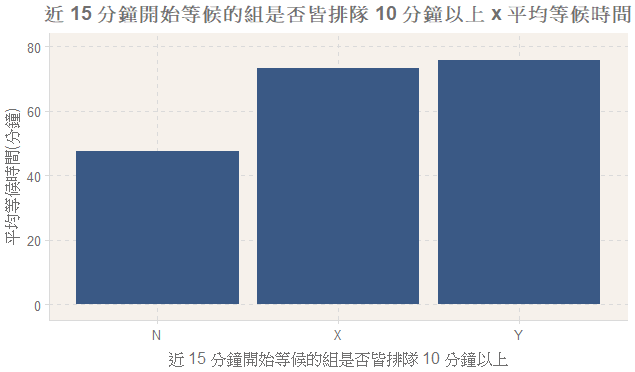 近 15 分鐘開始等候的組是否皆排隊 10 分鐘以上 x 平均等候時間
平均等候時間(分鐘)
80
60
40
20
0
N
X
Y
近 15 分鐘開始等候的組是否皆排隊 10 分鐘以上